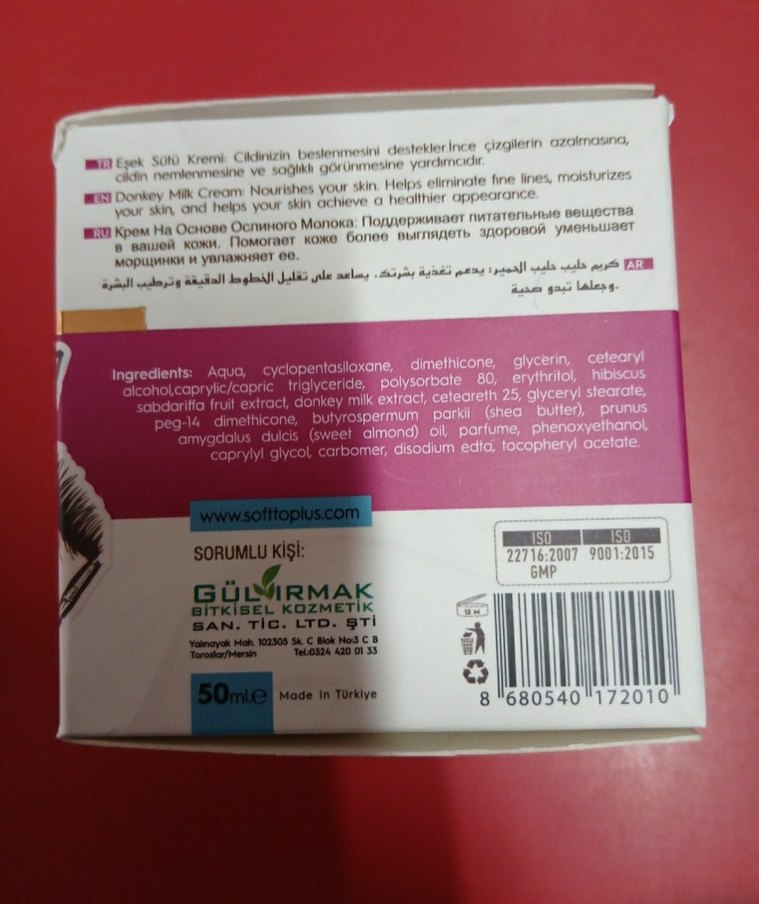 TR Eşek Sütü Kremi: Cildinizin beslenmesini destekler.İnce çizgilerin azalmasına,
cildin nemlenmesine ve sağlıklı görünmesine yardımcıdır.
EN Donkey Milk Cream: Nourishes your skin. Helps eliminate fine lines, moisturizes
your skin, and helps your skin achieve a healthier appearance.
RU Крем На Основе Ослиного Молока: Поддерживает питательные вещества
в вашей кожи. Помогает коже более выглядеть здоровой уменьшает
морщинки и увлажняет ее.
AR كريم حليب حليب الحمير: يدعم تغذية بشرتك. يساعد على تقليل الخطوط الدقيقة وترطيب البشرة
وجعلها تبدو صحية.
Ingredients: Aqua, cyclopentasiloxane, dimethicone, glycerin, cetearyl
alcohol,caprylic/capric triglyceride, polysorbate 80, erythritol, hibiscus
sabdariffa fruit extract, donkey milk extract, ceteareth 25, glyceryl stearate,
peg-14 dimethicone, butyrospermum parkii (shea butter), prunus
amygdalus dulcis (sweet almond) oil, parfume, phenoxyethanol,
caprylyl glycol, carbomer, disodium edta, tocopheryl acetate.
www.softtoplus.com
SORUMLU KİŞİ:
GÜLIRMAK
BİTKİSEL KOZMETİK
SAN. TİC. LTD. ŞTİ
Yalınayak Mah. 102305 Sk. C Blok No:3 C B
Toroslar/Mersin Tel:0324 420 01 33
50ml.e Made in Türkiye
ISO ISO
22716:2007 9001:2015
GMP
12 M
8 680540 172010